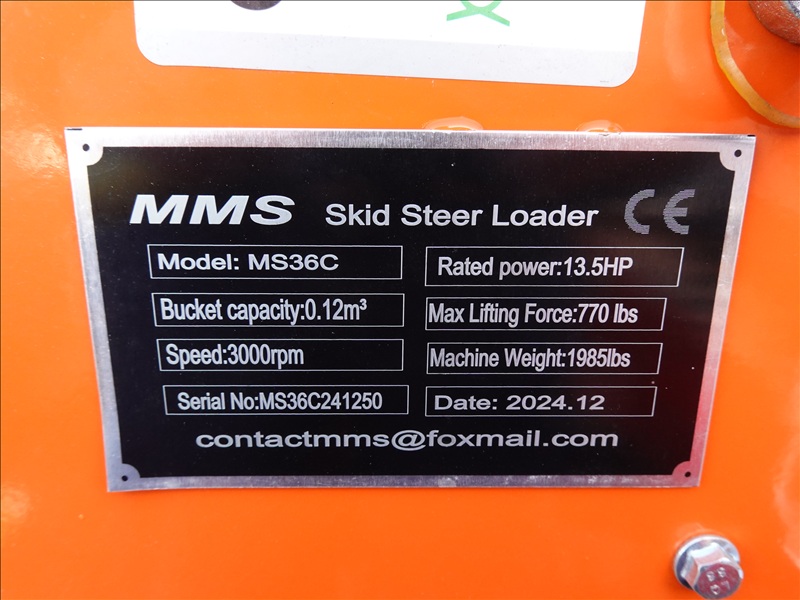 MMS Skid Steer Loader CE
Model: MS36C
Rated power:13.5HP
Bucket capacity:0.12m³
Max Lifting Force:770 lbs
Speed:3000rpm
Machine Weight:1985lbs
Serial No:MS36C241250
Date: 2024.12
contactmms@foxmail.com